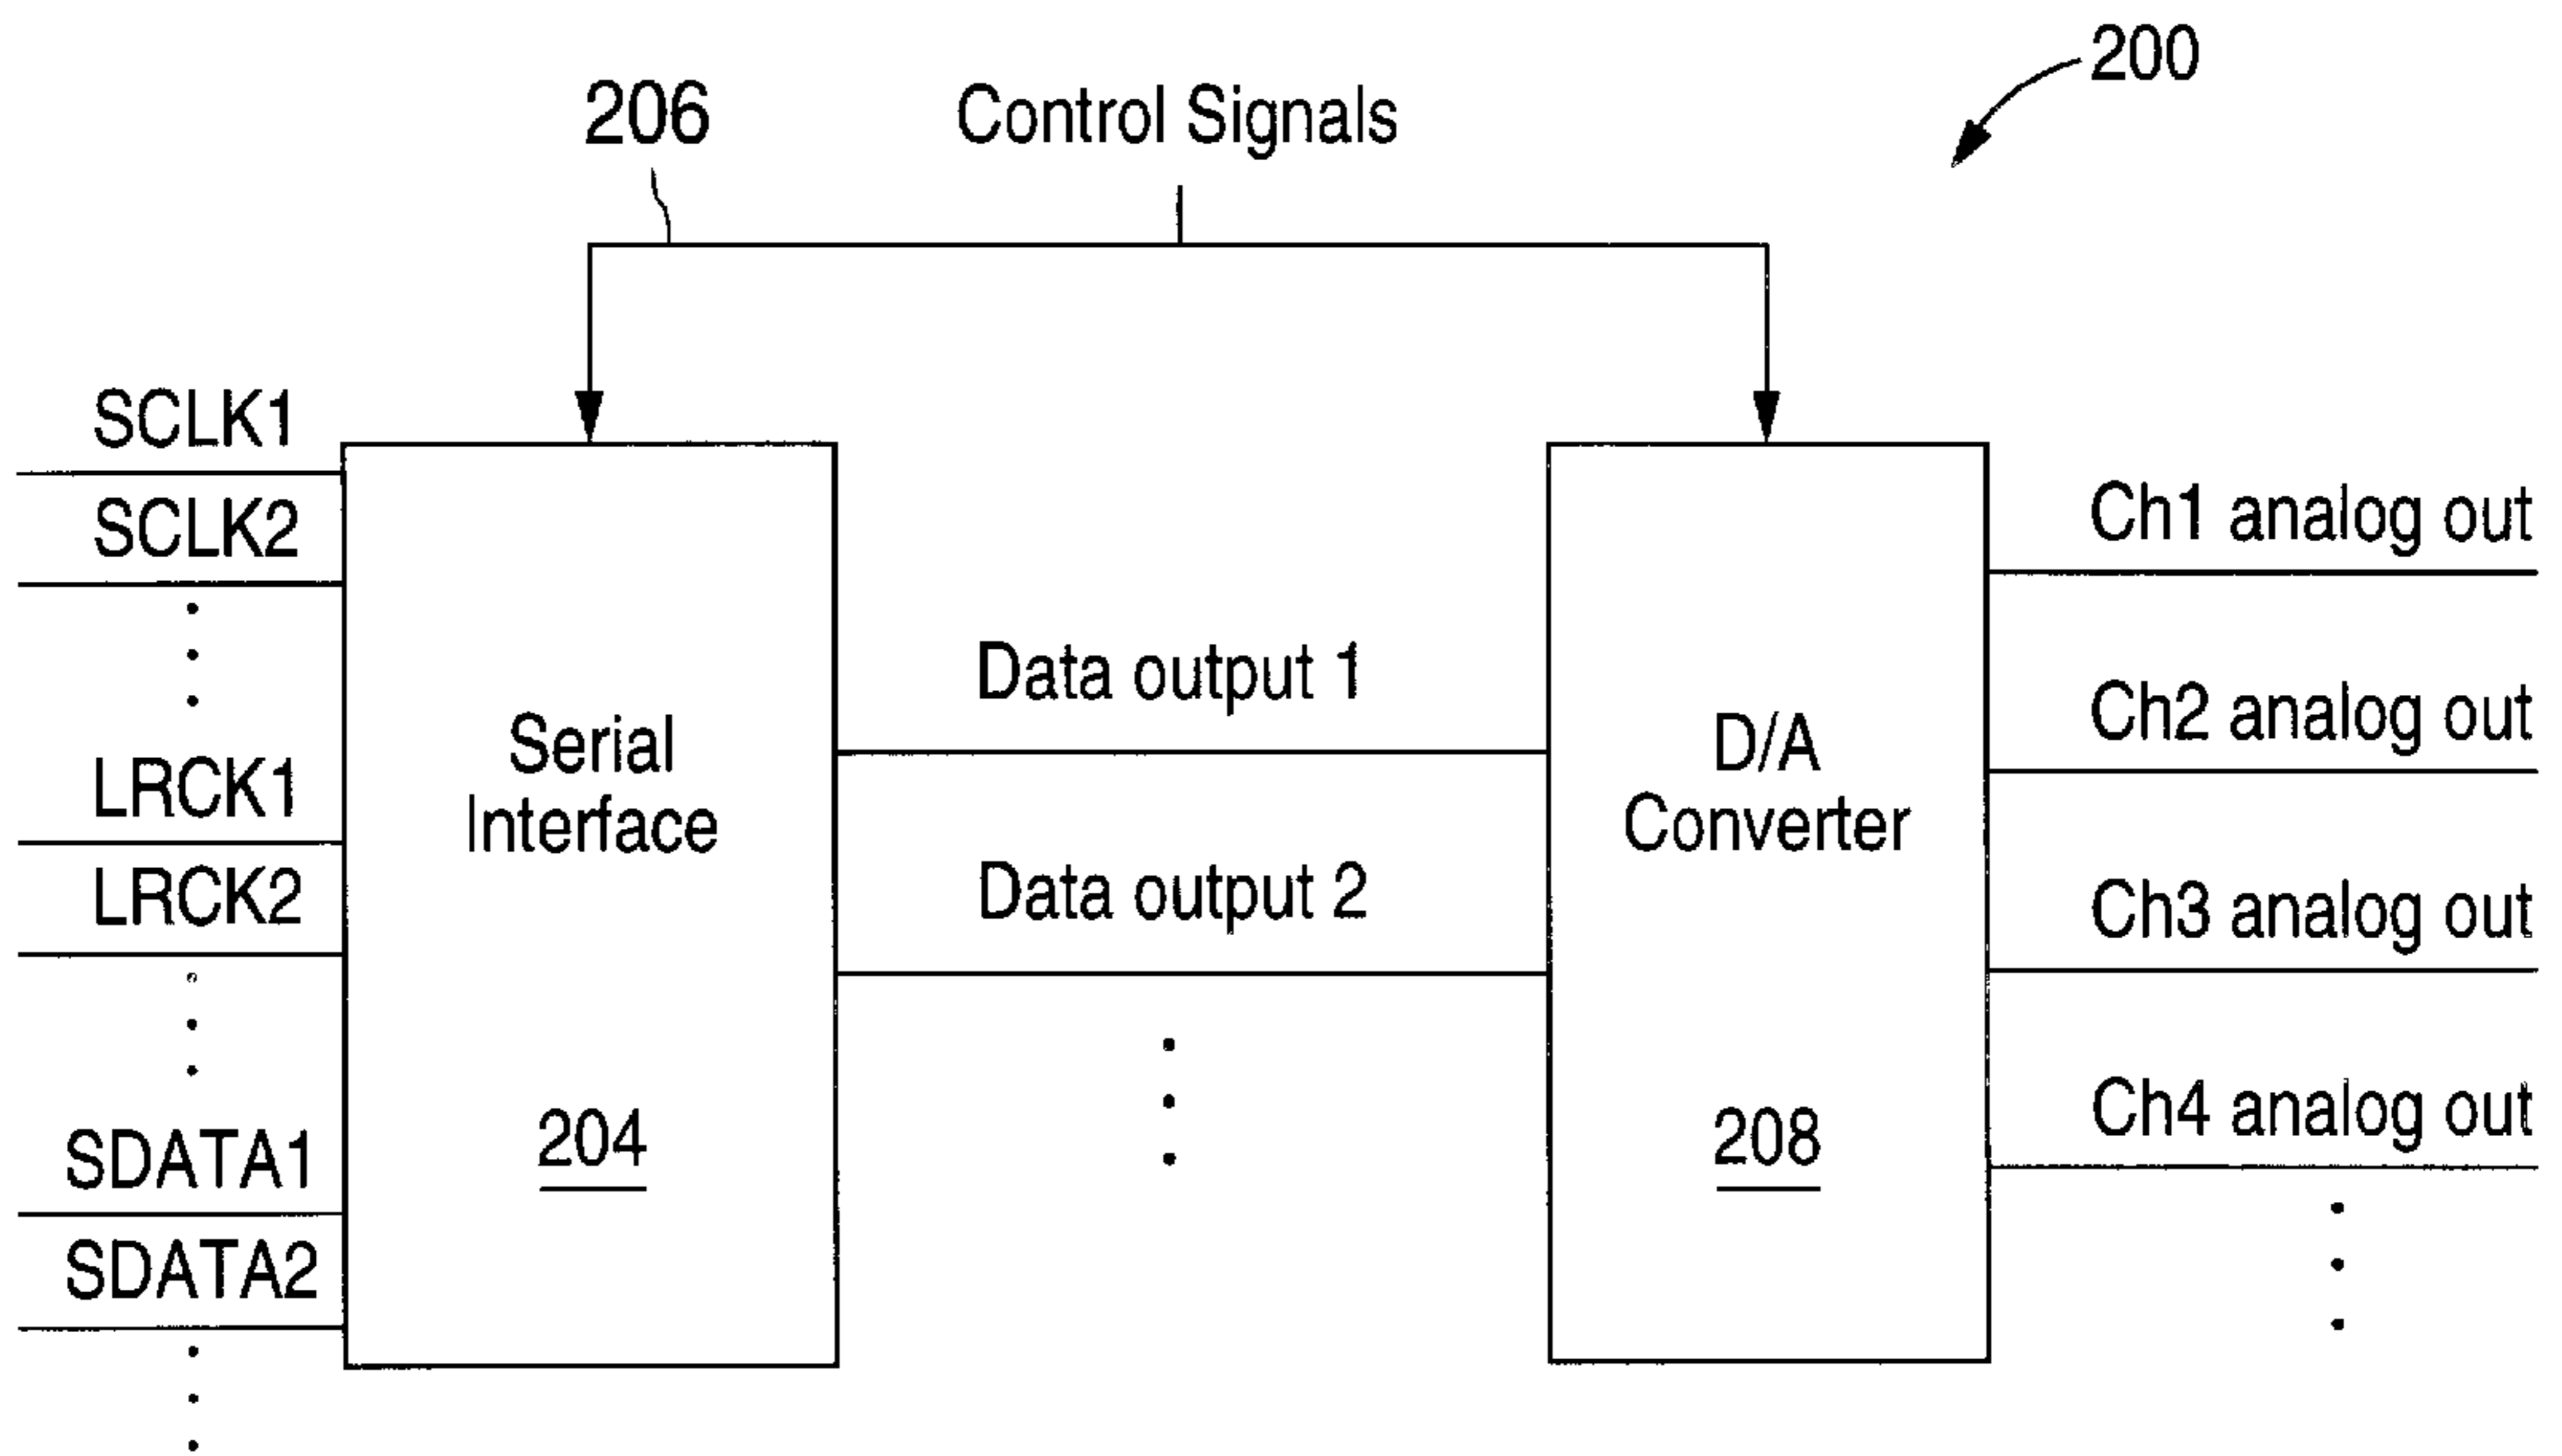 200
206
Control Signals
SCLK1
SCLK2
LRCK1
LRCK2
SDATA1
SDATA2
Serial
Interface
204
Data output 1
Data output 2
D/A
Converter
208
Ch1 analog out
Ch2 analog out
Ch3 analog out
Ch4 analog out